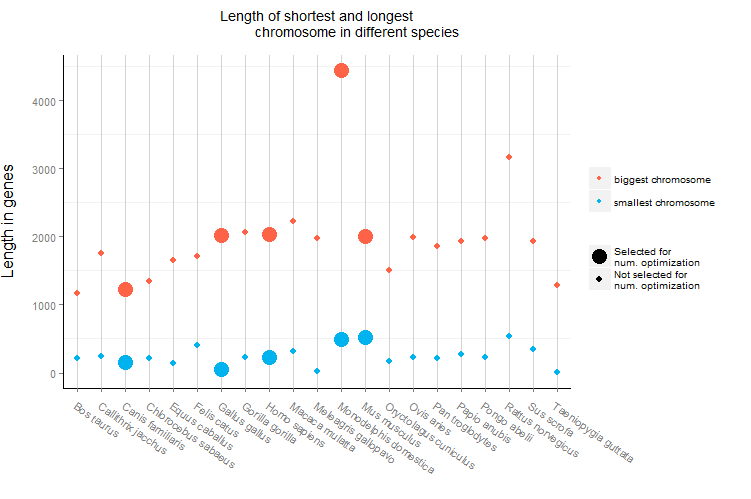 Length of shortest and longest
chromosome in different species
Length in genes
4000
3000
2000
1000
0
Bos taurus
Callithrix jacchus
Canis familiaris
Chlorocebus sabaeus
Equus caballus
Felis catus
Gallus gallus
Gorilla gorilla
Homo sapiens
Macaca mulatta
Meleagris gallopavo
Monodelphis domestica
Mus musculus
Oryctolagus cuniculus
Ovis aries
Pan troglodytes
Papio anubis
Pongo abelii
Rattus norvegicus
Sus scrofa
Taeniopygia guttata
biggest chromosome
smallest chromosome
Selected for
num. optimization
Not selected for
num. optimization